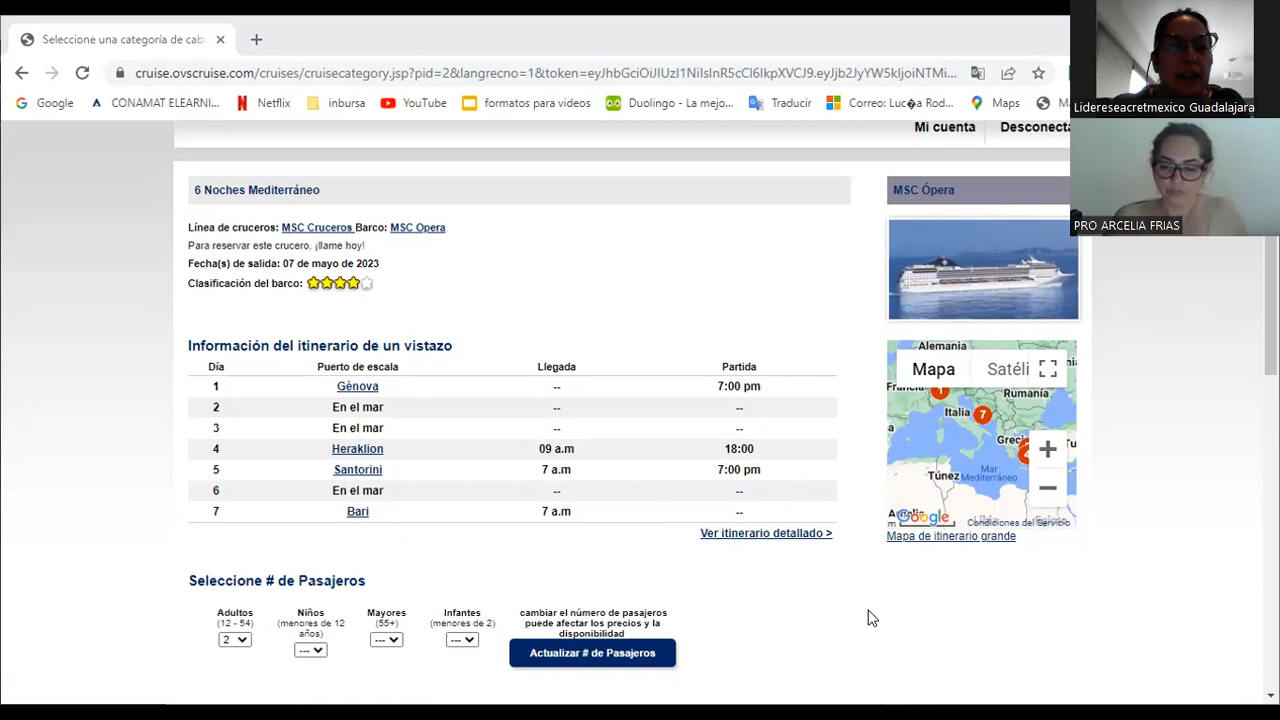 Seleccione una categoría de cab
cruise.ovscruise.com/cruises/cruisecategory.jsp?pid=2&langrecno=1&token=eyJhbGciOiJIUzI1NiIsInR5cCI6IkpXVCJ9.eyJjb2JyYW5kIjoiNTMi...
Google CONAMAT ELEARNI... Netflix inbursa YouTube formatos para videos Duolingo - La mejo... Traducir Correo: Luc�a Rod... Maps
Lidereseacretmexico Guadalajara
Mi cuenta Desconecta
PRO ARCELIA FRIAS
6 Noches Mediterráneo
MSC Ópera
Línea de cruceros: MSC Cruceros Barco: MSC Opera
Para reservar este crucero, ¡llame hoy!
Fecha(s) de salida: 07 de mayo de 2023
Clasificación del barco:
Información del itinerario de un vistazo
Día Puerto de escala Llegada Partida
1 Génova -- 7:00 pm
2 En el mar -- --
3 En el mar -- --
4 Heraklion 09 a.m 18:00
5 Santorini 7 a.m 7:00 pm
6 En el mar -- --
7 Bari 7 a.m --
Ver itinerario detallado >
Alemania
Mapa Satéli
Francia 1 Rumanía
Italia 7
Greci
Túnez Mar Mediterráneo
Google Condiciones del Servicio
Mapa de itinerario grande
Seleccione # de Pasajeros
Adultos
(12 - 54)
2
Niños
(menores de 12
años)
---
Mayores
(55+)
---
Infantes
(menores de 2)
---
cambiar el número de pasajeros
puede afectar los precios y la
disponibilidad
Actualizar # de Pasajeros